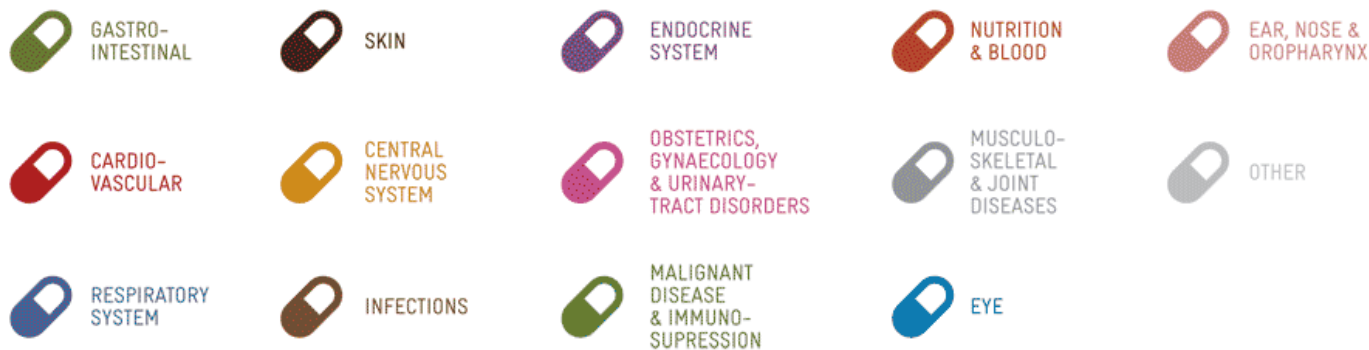 GASTRO-
INTESTINAL
SKIN
ENDOCRINE
SYSTEM
NUTRITION
& BLOOD
EAR, NOSE &
OROPHARYNX
CARDIO-
VASCULAR
CENTRAL
NERVOUS
SYSTEM
OBSTETRICS,
GYNAECOLOGY
& URINARY-
TRACT DISORDERS
MUSCULO-
SKELETAL
& JOINT
DISEASES
OTHER
RESPIRATORY
SYSTEM
INFECTIONS
MALIGNANT
DISEASE
& IMMUNO-
SUPRESSION
EYE